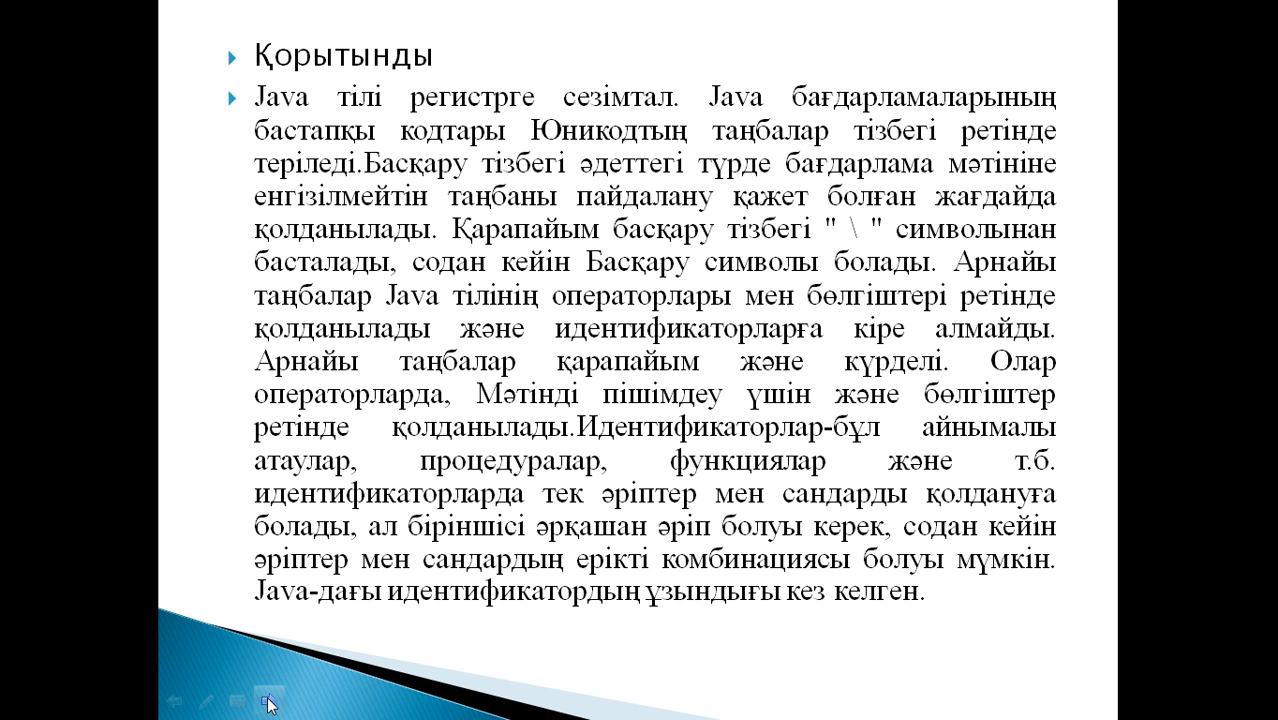 Қорытынды
Java тілі регистрге сезімтал. Java бағдарламаларының
бастапқы кодтары Юникодтың таңбалар тізбегі ретінде
теріледі.Басқару тізбегі әдеттегі түрде бағдарлама мәтініне
енгізілмейтін таңбаны пайдалану қажет болған жағдайда
қолданылады. Қарапайым басқару тізбегі " \ " символынан
басталады, содан кейін Басқару символы болады. Арнайы
таңбалар Java тілінің операторлары мен бөлгіштері ретінде
қолданылады және идентификаторларға кіре алмайды.
Арнайы таңбалар қарапайым және күрделі. Олар
операторларда, Мәтінді пішімдеу үшін және бөлгіштер
ретінде қолданылады.Идентификаторлар-бұл айнымалы
атаулар, процедуралар, функциялар және т.б.
идентификаторларда тек әріптер мен сандарды қолдануға
болады, ал біріншісі әрқашан әріп болуы керек, содан кейін
әріптер мен сандардың ерікті комбинациясы болуы мүмкін.
Java-дағы идентификатордың ұзындығы кез келген.